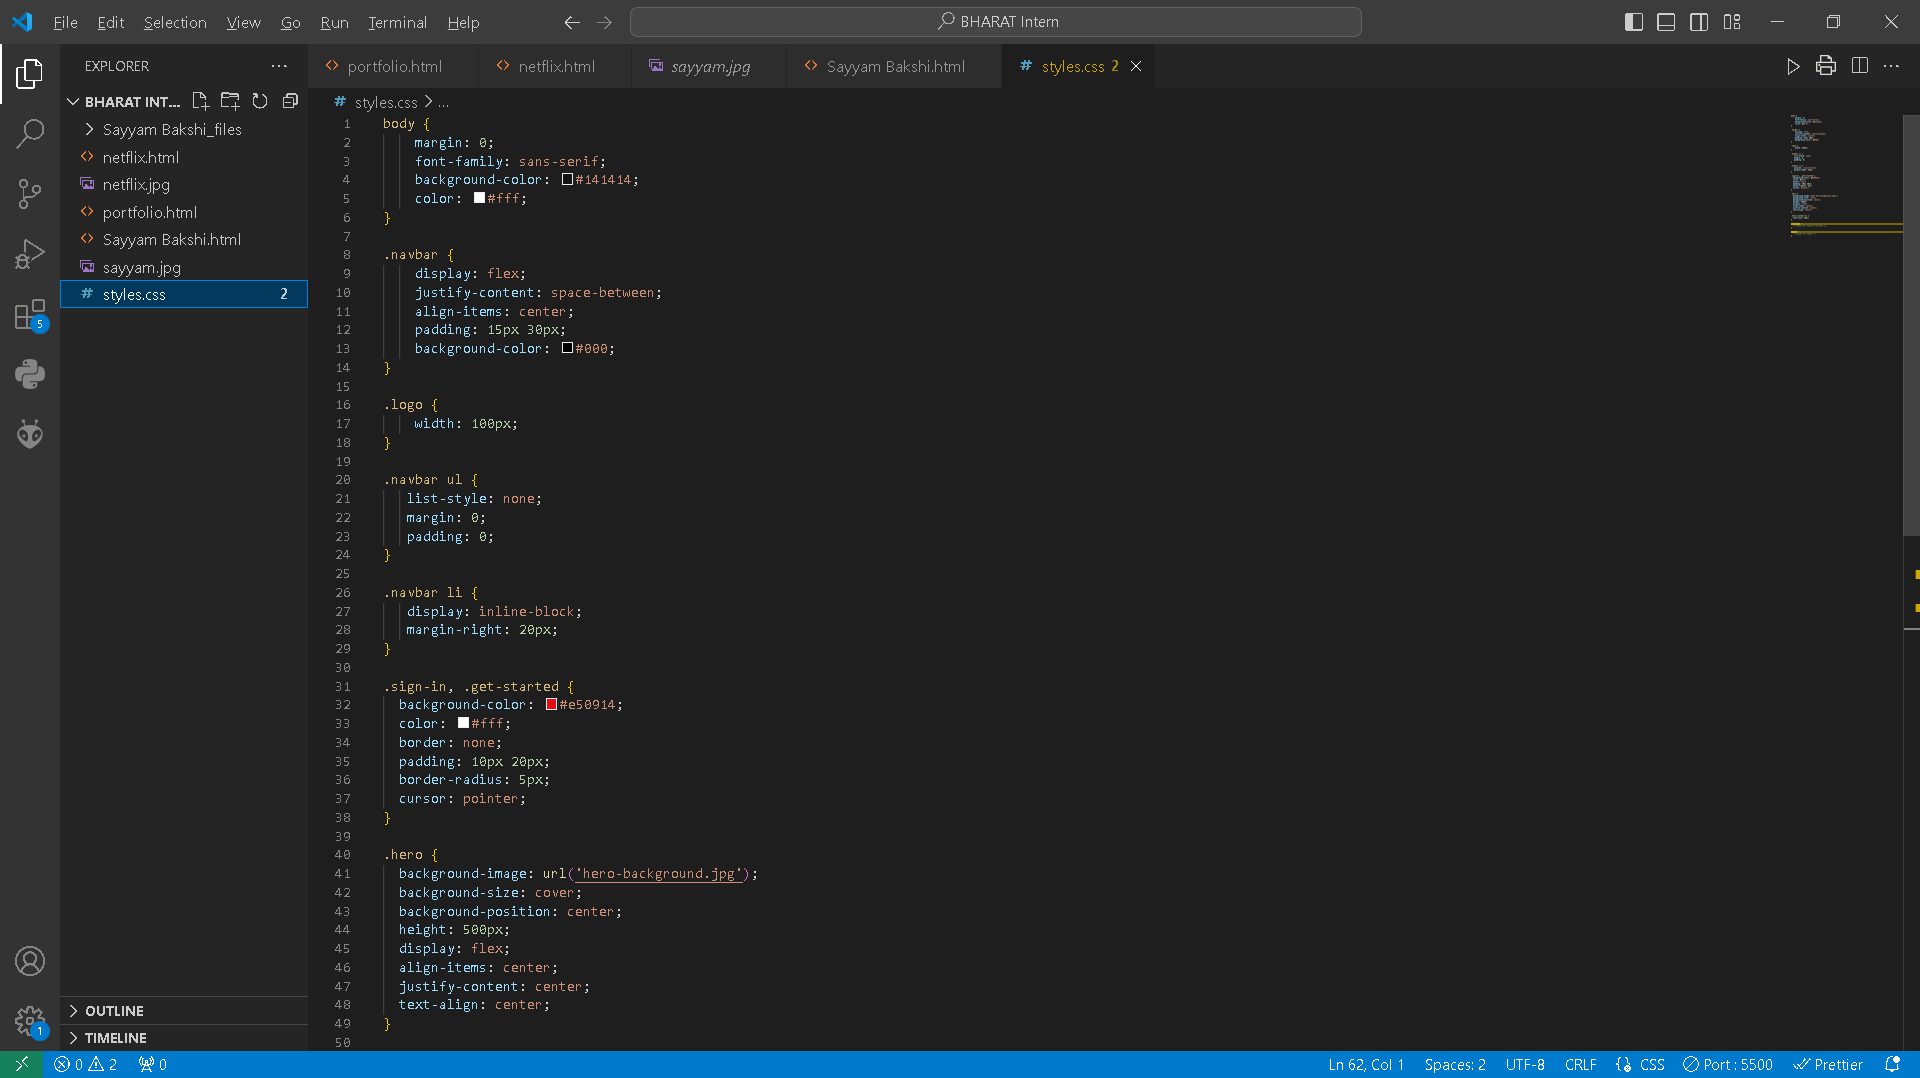 File Edit Selection View Go Run Terminal Help
BHARAT Intern
EXPLORER
BHARAT INT...
Sayyam Bakshi_files
netflix.html
netflix.jpg
portfolio.html
Sayyam Bakshi.html
sayyam.jpg
styles.css 2
5
1
OUTLINE
TIMELINE
portfolio.html netflix.html sayyam.jpg Sayyam Bakshi.html styles.css 2
styles.css > ...
1 body {
2 margin: 0;
3 font-family: sans-serif;
4 background-color: #141414;
5 color: #fff;
6 }
7
8 .navbar {
9 display: flex;
10 justify-content: space-between;
11 align-items: center;
12 padding: 15px 30px;
13 background-color: #000;
14 }
15
16 .logo {
17 width: 100px;
18 }
19
20 .navbar ul {
21 list-style: none;
22 margin: 0;
23 padding: 0;
24 }
25
26 .navbar li {
27 display: inline-block;
28 margin-right: 20px;
29 }
30
31 .sign-in, .get-started {
32 background-color: #e50914;
33 color: #fff;
34 border: none;
35 padding: 10px 20px;
36 border-radius: 5px;
37 cursor: pointer;
38 }
39
40 .hero {
41 background-image: url('hero-background.jpg');
42 background-size: cover;
43 background-position: center;
44 height: 500px;
45 display: flex;
46 align-items: center;
47 justify-content: center;
48 text-align: center;
49 }
50
0 2 0 Ln 62, Col 1 Spaces: 2 UTF-8 CRLF CSS Port : 5500 Prettier